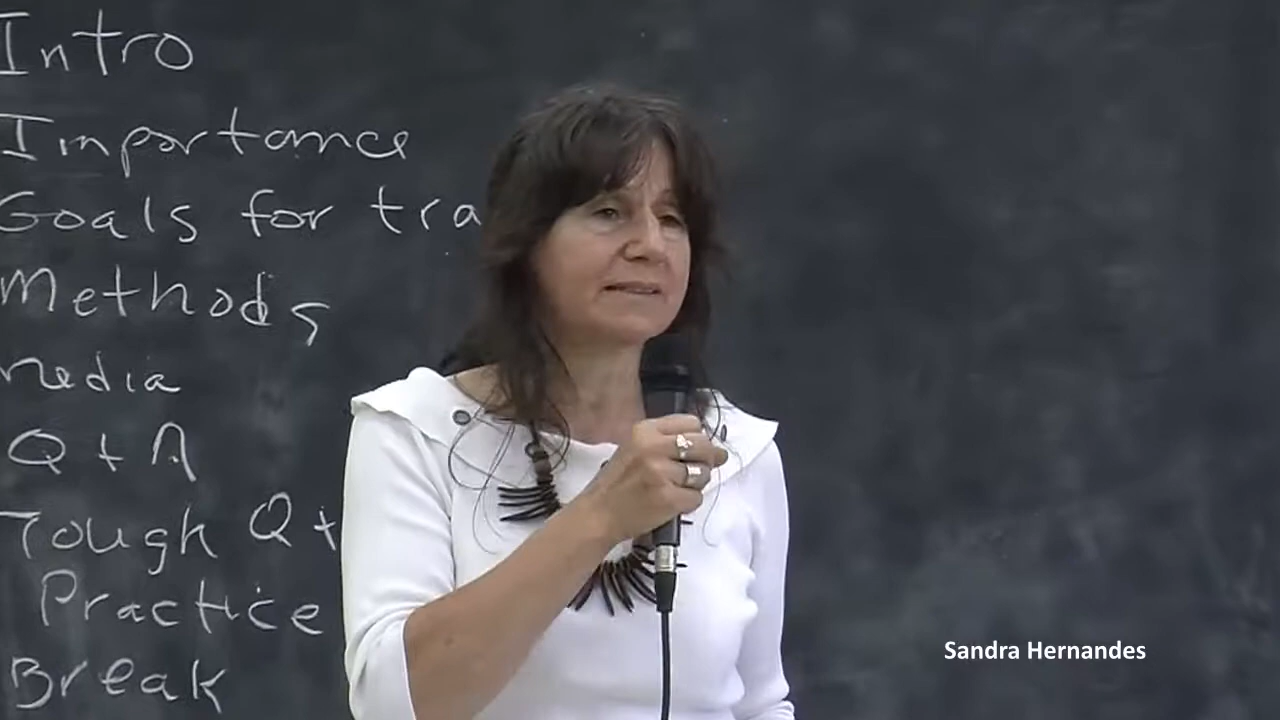 Intro
Importance
Goals for tra
Methods
Media
Q + A
Tough Q +
Practice
Break
Sandra Hernandes